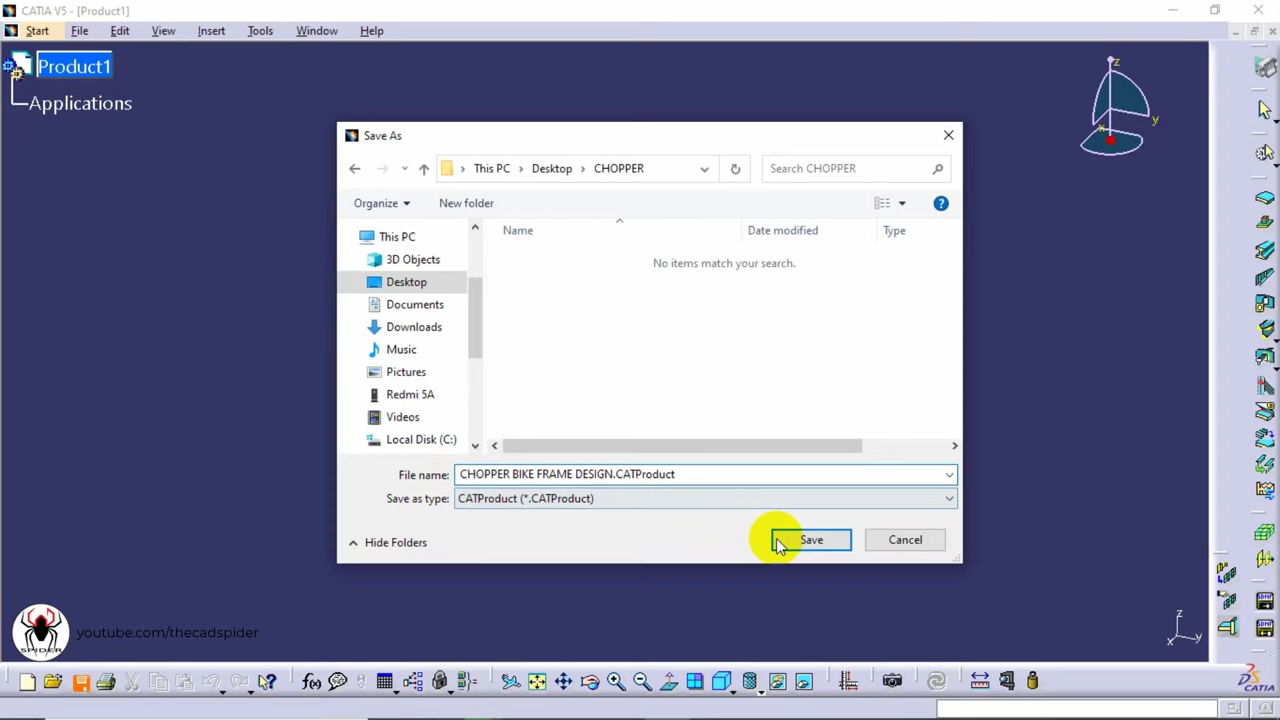 CATIA V5 - [Product1]
Start File Edit View Insert Tools Window Help
Product1
Applications
z
y
x
Save As
This PC > Desktop > CHOPPER
Search CHOPPER
Organize New folder
Name Date modified Type
No items match your search.
This PC
3D Objects
Desktop
Documents
Downloads
Music
Pictures
Redmi 5A
Videos
Local Disk (C:)
File name: CHOPPER BIKE FRAME DESIGN.CATProduct
Save as type: CATProduct (*.CATProduct)
Hide Folders
Save Cancel
SPIDER
youtube.com/thecadspider
z
x y
f(x)
CATIA